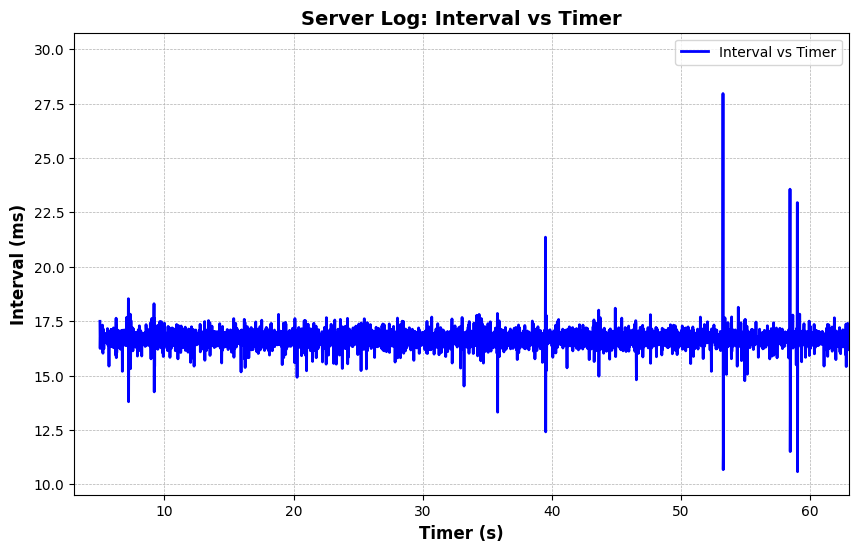 Server Log: Interval vs Timer
Interval vs Timer
30.0
27.5
25.0
22.5
20.0
17.5
15.0
12.5
10.0
Interval (ms)
10 20 30 40 50 60
Timer (s)